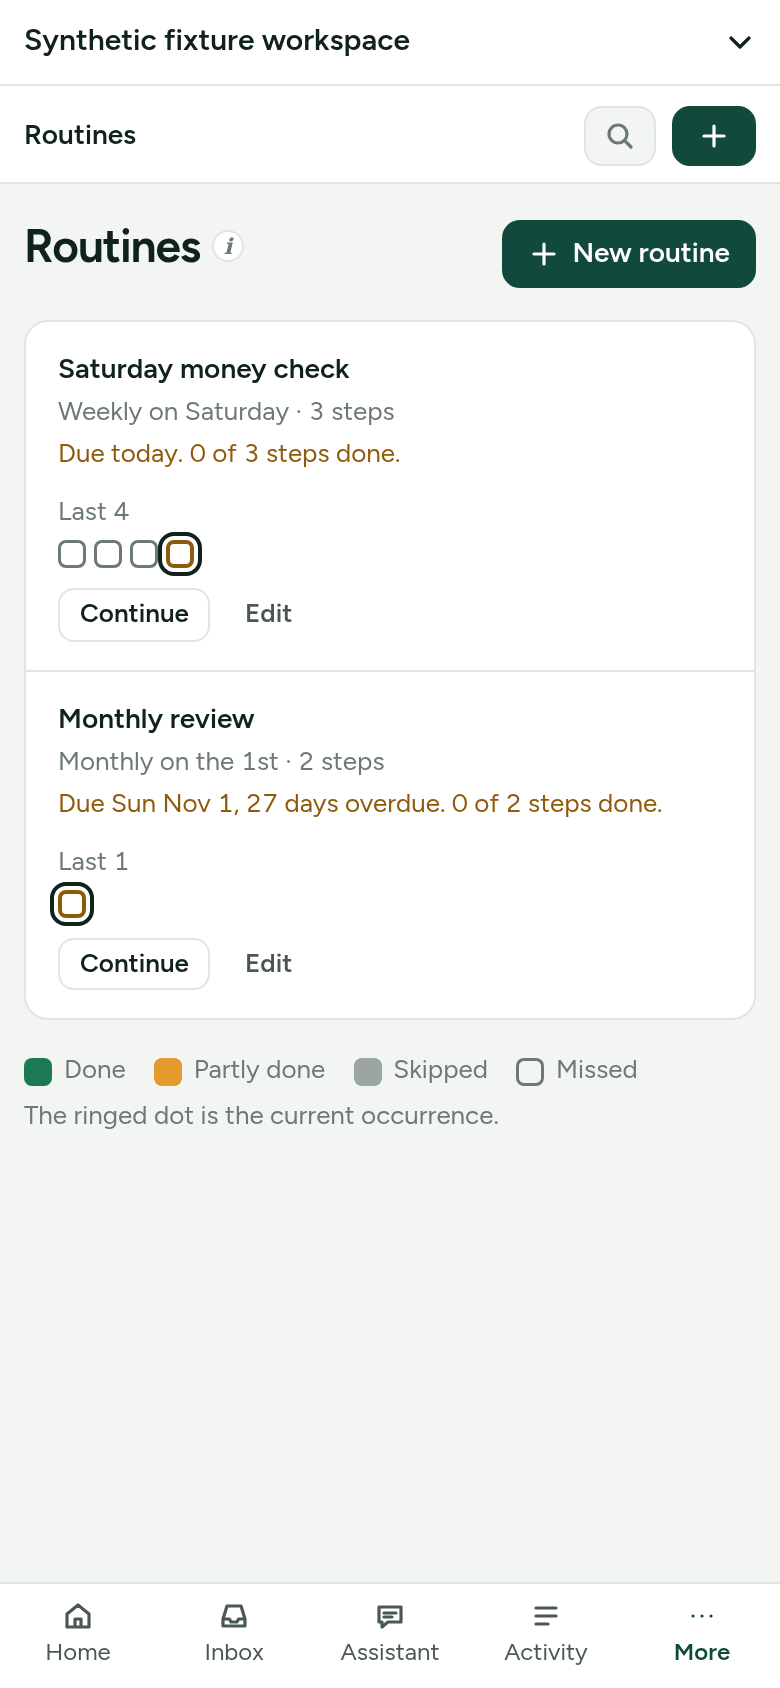 Synthetic fixture workspace
Routines
Routines i
New routine
Saturday money check
Weekly on Saturday · 3 steps
Due today. 0 of 3 steps done.
Last 4
Continue Edit
Monthly review
Monthly on the 1st · 2 steps
Due Sun Nov 1, 27 days overdue. 0 of 2 steps done.
Last 1
Continue Edit
Done Partly done Skipped Missed
The ringed dot is the current occurrence.
Home Inbox Assistant Activity More